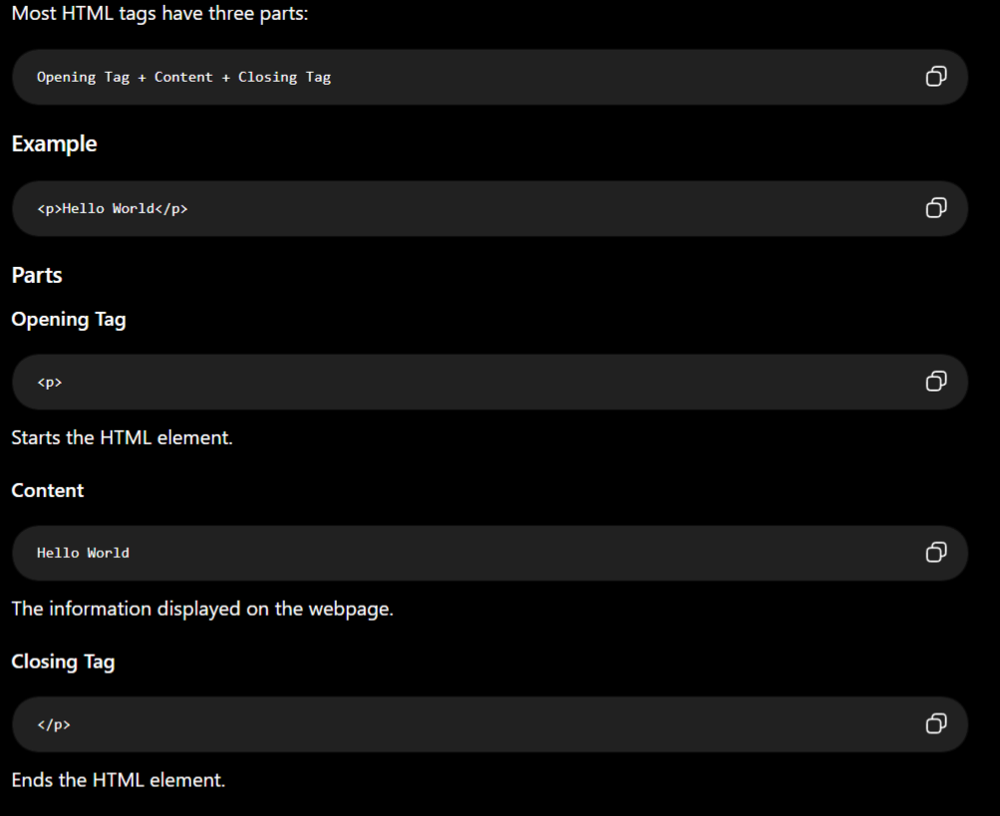 Most HTML tags have three parts:
Opening Tag + Content + Closing Tag
Example
<p>Hello World</p>
Parts
Opening Tag
<p>
Starts the HTML element.
Content
Hello World
The information displayed on the webpage.
Closing Tag
</p>
Ends the HTML element.